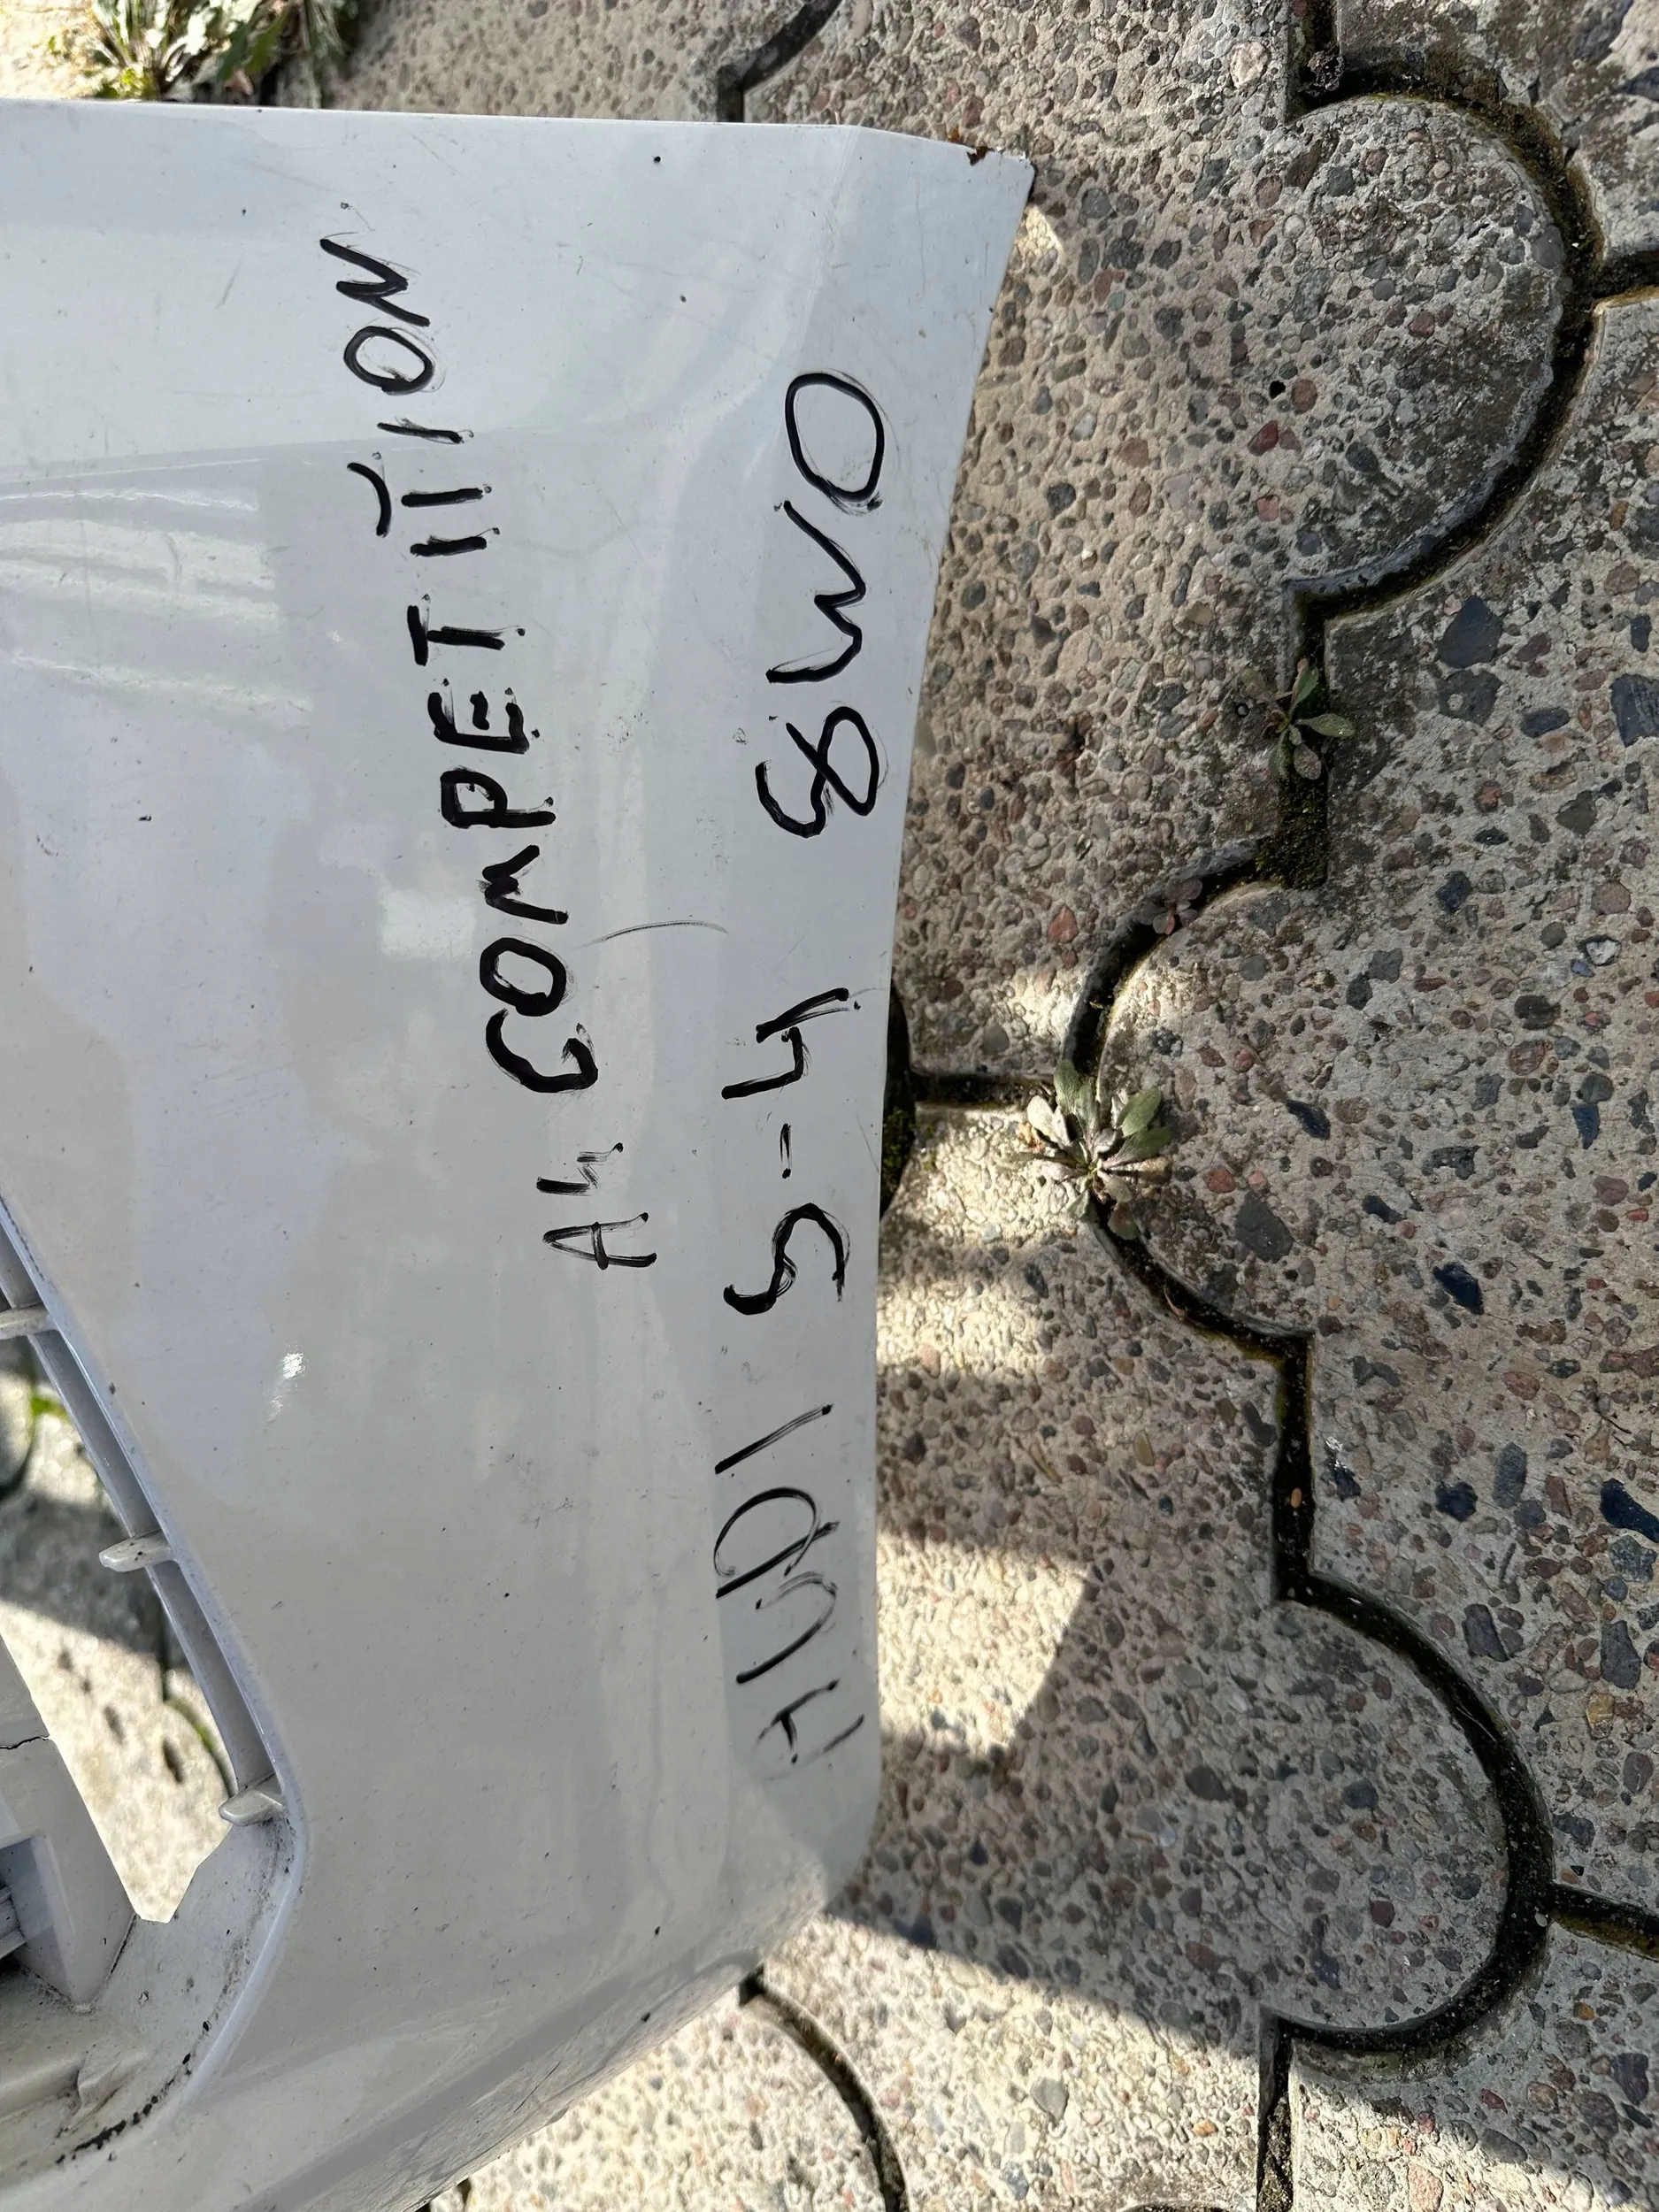 A4 COMPETITION
AUDI S-4 8W0